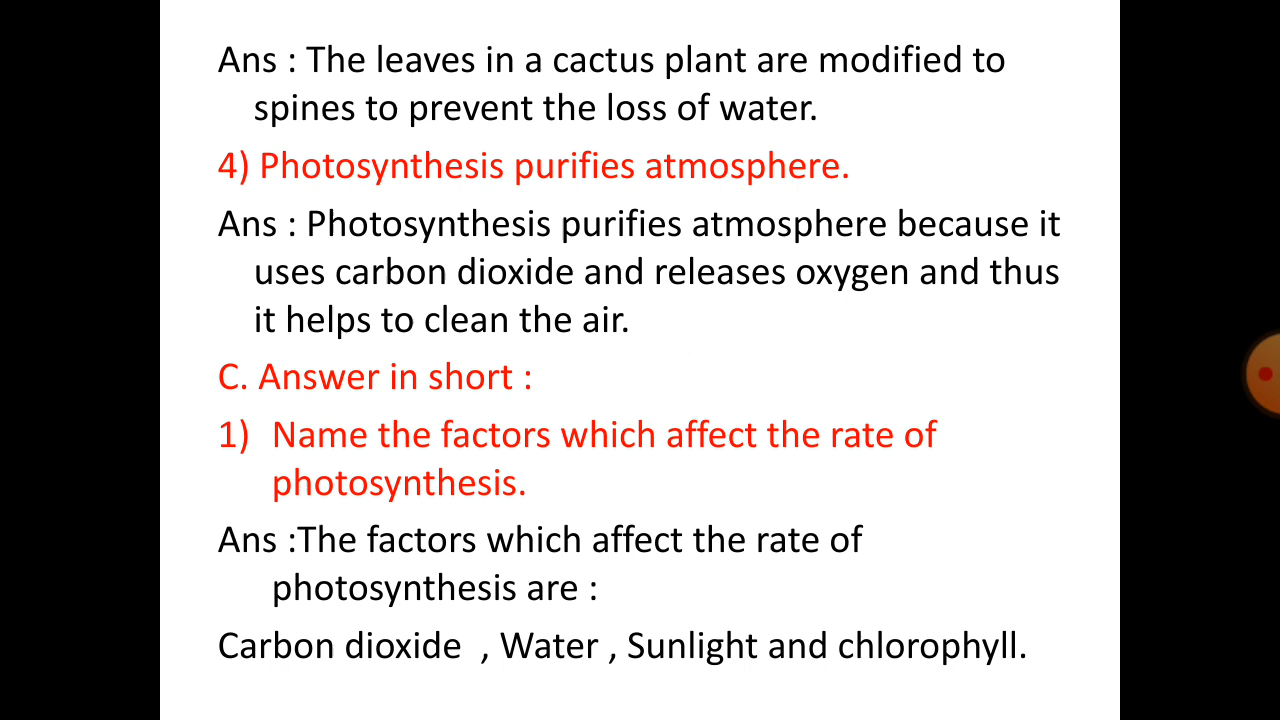 Ans : The leaves in a cactus plant are modified to
spines to prevent the loss of water.
4) Photosynthesis purifies atmosphere.
Ans : Photosynthesis purifies atmosphere because it
uses carbon dioxide and releases oxygen and thus
it helps to clean the air.
C. Answer in short :
1) Name the factors which affect the rate of
photosynthesis.
Ans :The factors which affect the rate of
photosynthesis are :
Carbon dioxide , Water , Sunlight and chlorophyll.